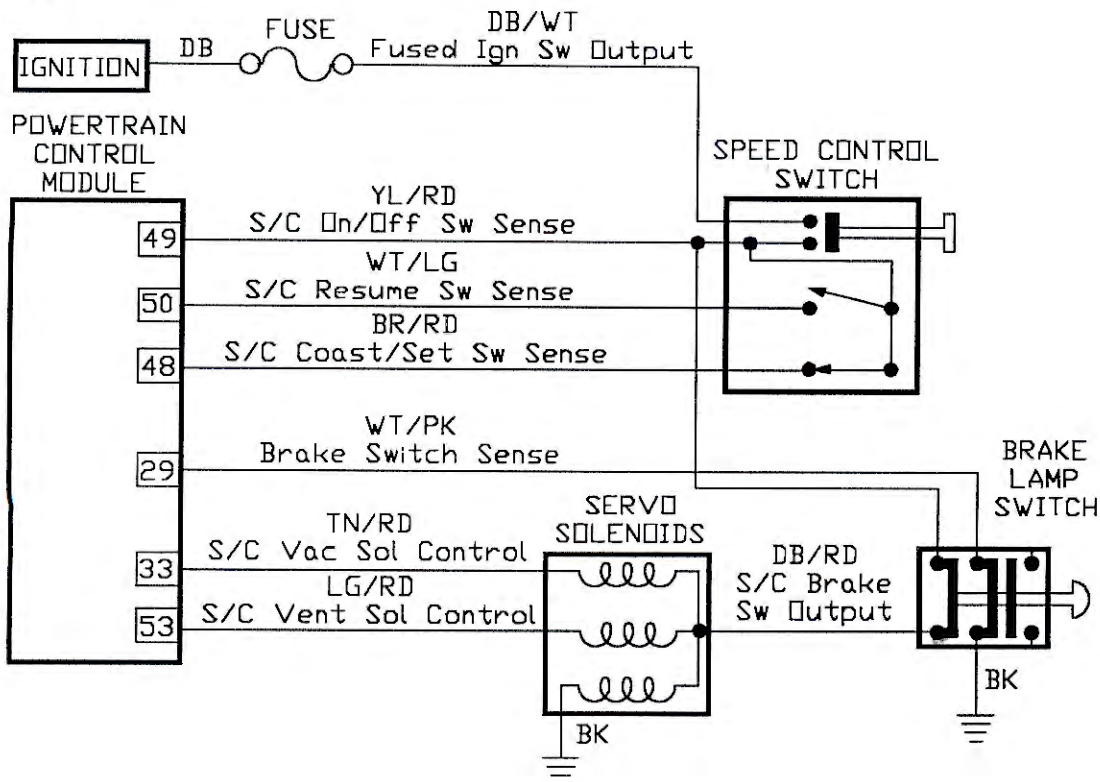 IGNITION
DB
FUSE
DB/WT
Fused Ign Sw Output
POWERTRAIN
CONTROL
MODULE
SPEED CONTROL
SWITCH
49
YL/RD
S/C On/Off Sw Sense
50
WT/LG
S/C Resume Sw Sense
48
BR/RD
S/C Coast/Set Sw Sense
29
WT/PK
Brake Switch Sense
BRAKE
LAMP
SWITCH
33
TN/RD
S/C Vac Sol Control
53
LG/RD
S/C Vent Sol Control
SERVO
SOLENOIDS
DB/RD
S/C Brake
Sw Output
BK
BK